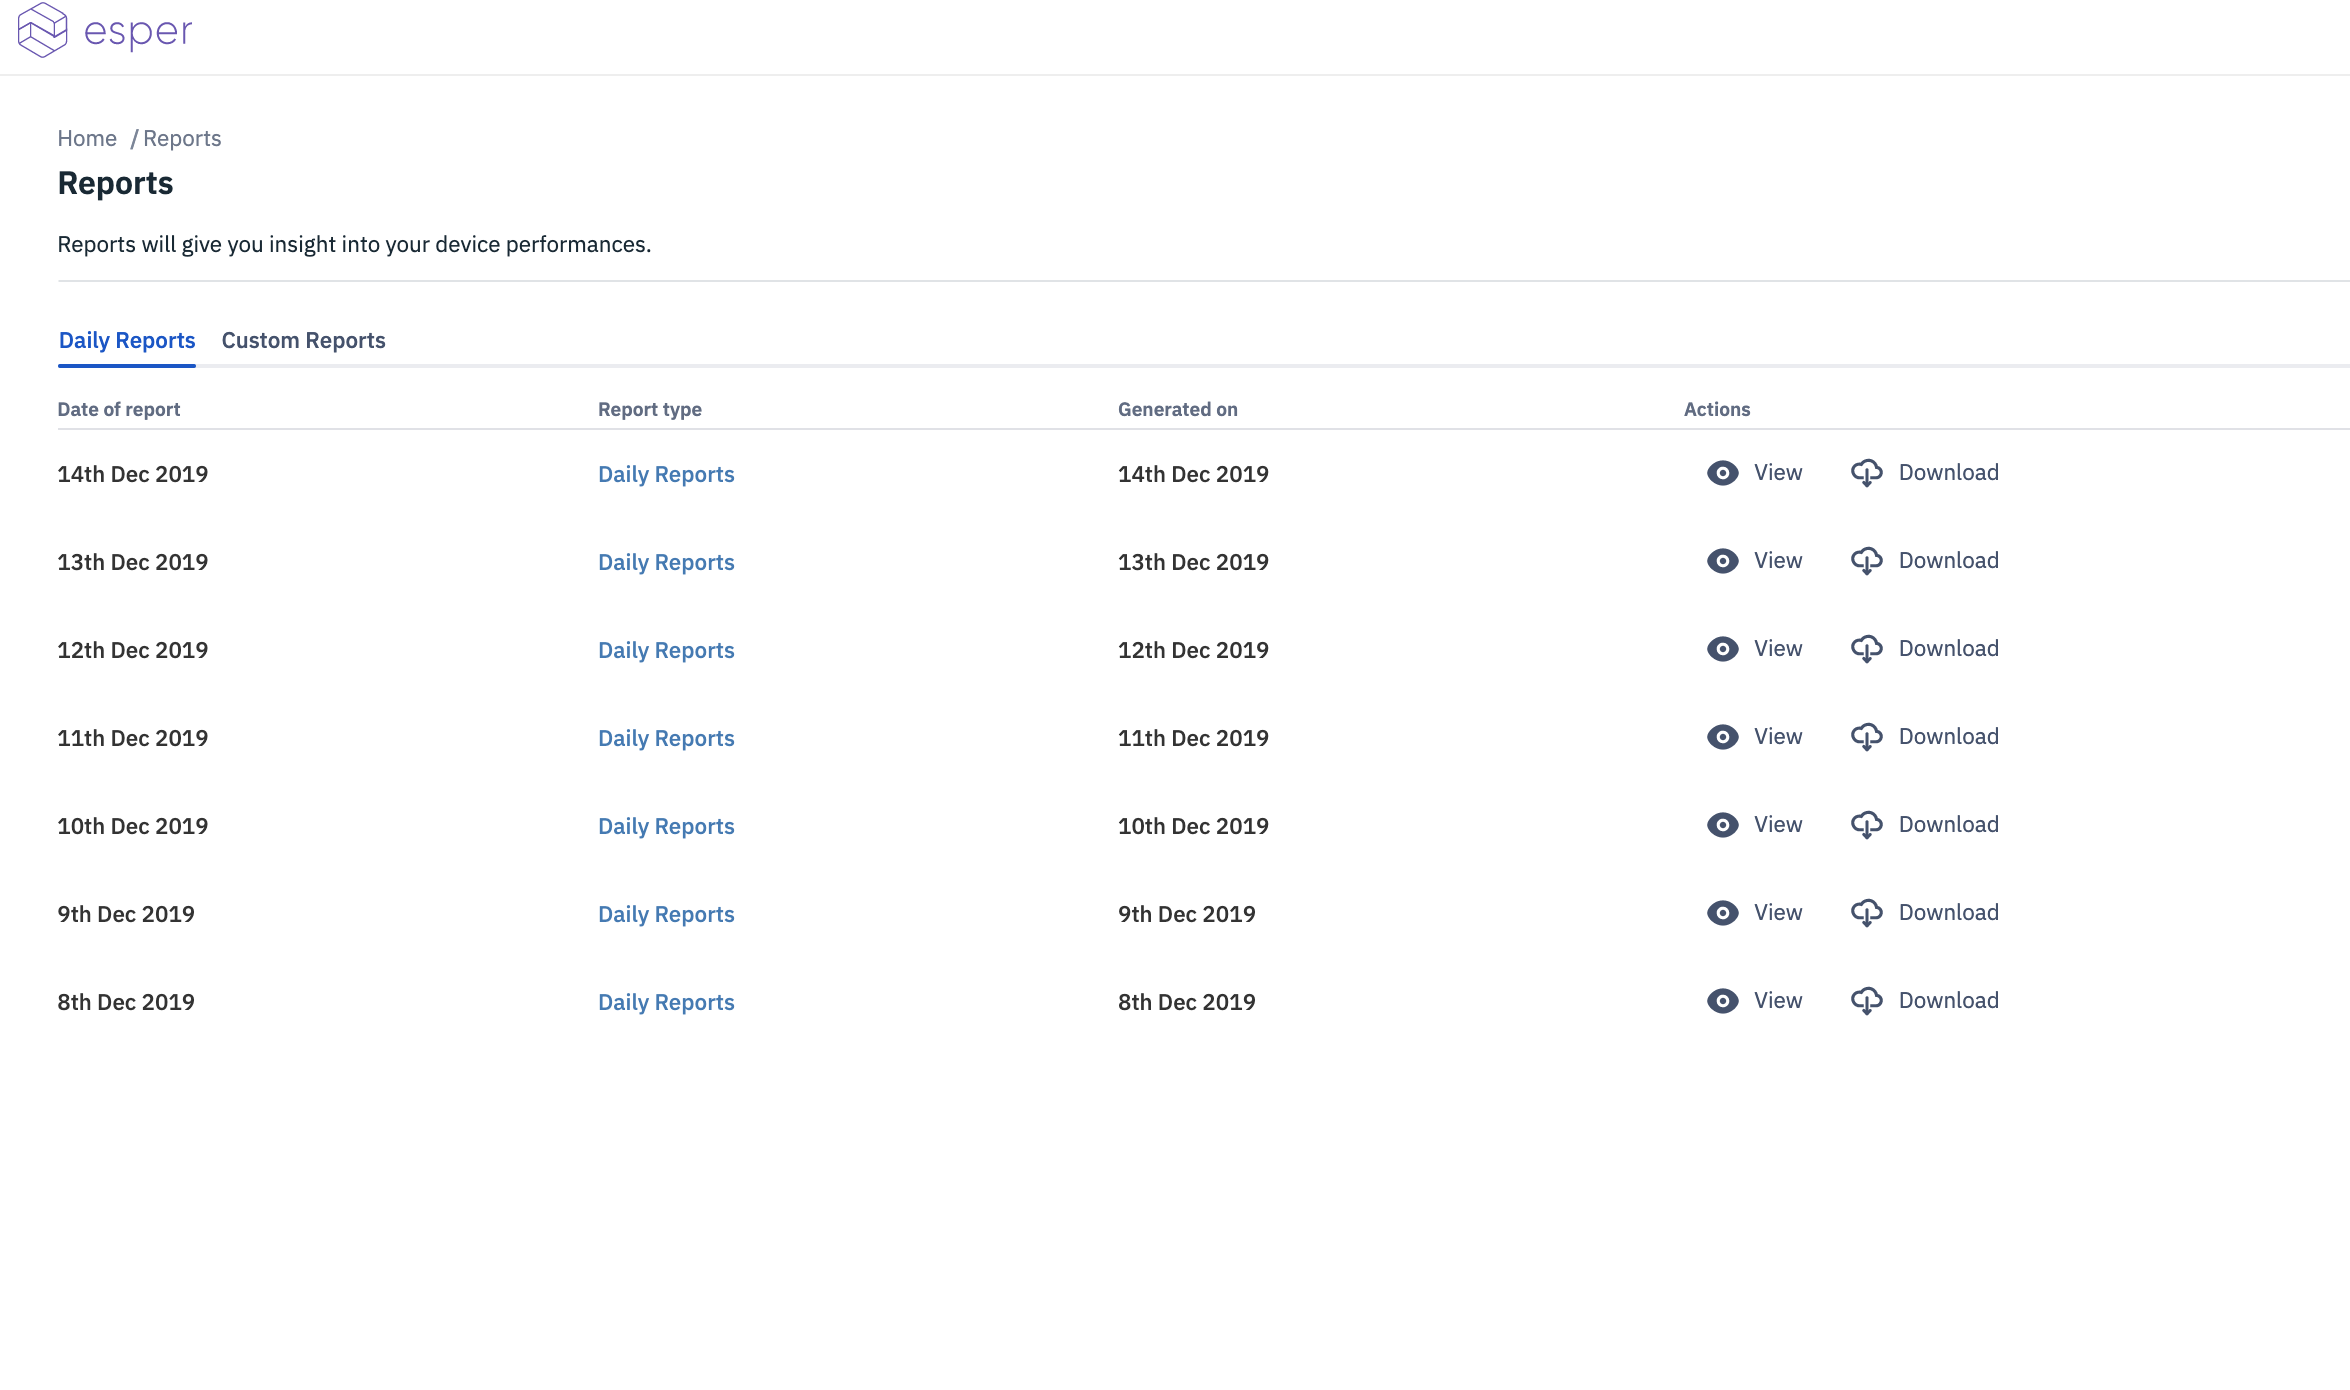 esper
Home / Reports
Reports
Reports will give you insight into your device performances.
Daily Reports Custom Reports
Date of report Report type Generated on Actions
14th Dec 2019 Daily Reports 14th Dec 2019 View Download
13th Dec 2019 Daily Reports 13th Dec 2019 View Download
12th Dec 2019 Daily Reports 12th Dec 2019 View Download
11th Dec 2019 Daily Reports 11th Dec 2019 View Download
10th Dec 2019 Daily Reports 10th Dec 2019 View Download
9th Dec 2019 Daily Reports 9th Dec 2019 View Download
8th Dec 2019 Daily Reports 8th Dec 2019 View Download